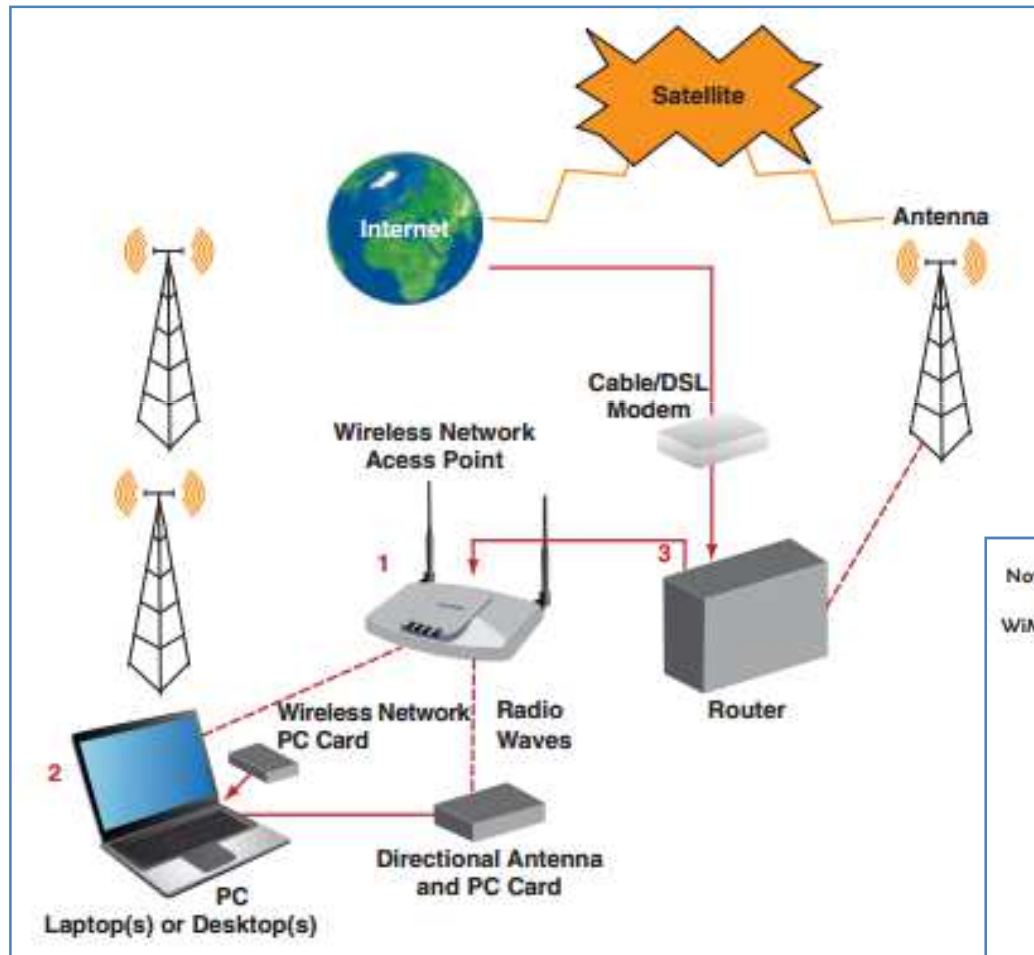 Satellite
Internet
Antenna
Cable/DSL
Modem
Wireless Network
Acess Point
1
3
Wireless Network
PC Card
Radio
Waves
Router
2
Directional Antenna
and PC Card
PC
Laptop(s) or Desktop(s)